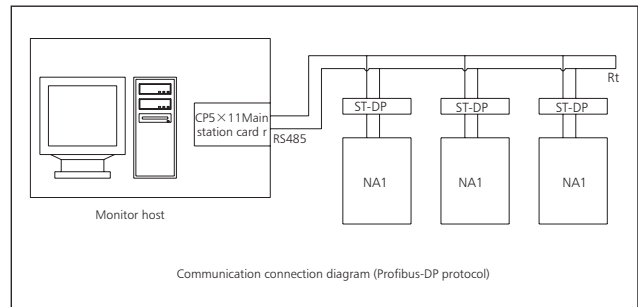 Rt
ST-DP ST-DP ST-DP
CP5×11Main
station card r
RS485
NA1 NA1 NA1
Monitor host
Communication connection diagram (Profibus-DP protocol)